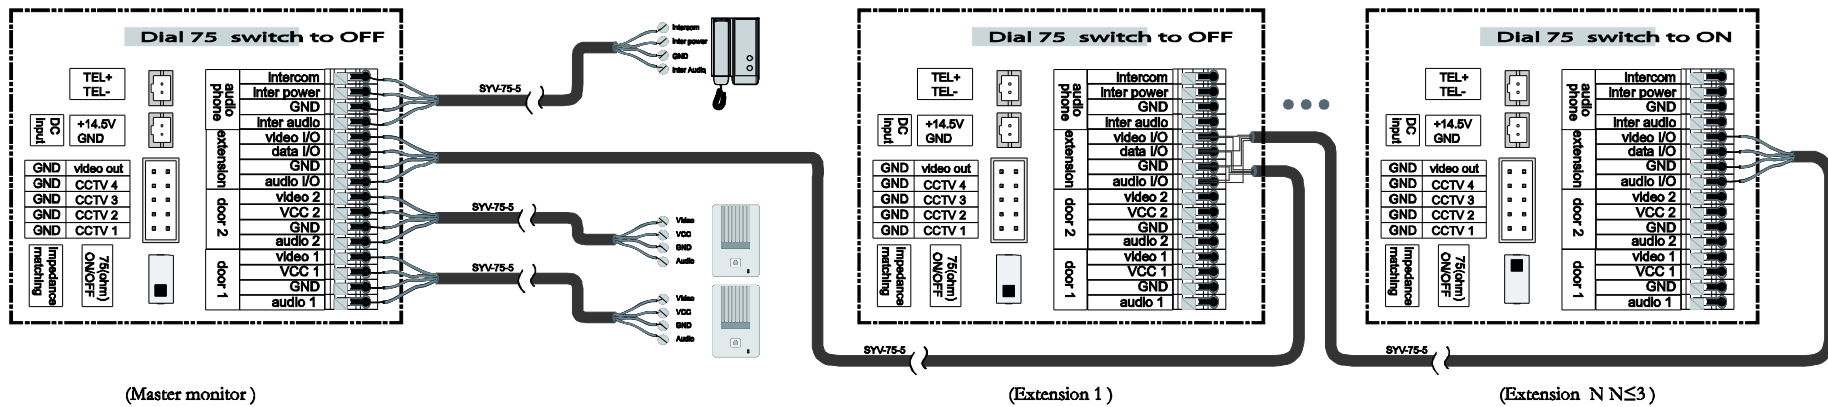 Dial 75 switch to OFF
TEL+
TEL-
DC
Input
+14.5V
GND
GND video out
GND CCTV 4
GND CCTV 3
GND CCTV 2
GND CCTV 1
Impedance
matching
75(ohm)
ON/OFF
audio
phone
extension
door 2
door 1
Intercom
Inter power
GND
Inter audio
video I/O
data I/O
GND
audio I/O
video 2
VCC 2
GND
audio 2
video 1
VCC 1
GND
audio 1
SYV-75-5
SYV-75-5
SYV-75-5
Intercom
Inter power
GND
Inter Audio
Video
VCC
GND
Audio
Video
VCC
GND
Audio
(Master monitor )
Dial 75 switch to OFF
TEL+
TEL-
DC
Input
+14.5V
GND
GND video out
GND CCTV 4
GND CCTV 3
GND CCTV 2
GND CCTV 1
Impedance
matching
75(ohm)
ON/OFF
audio
phone
extension
door 2
door 1
Intercom
Inter power
GND
Inter audio
video I/O
data I/O
GND
audio I/O
video 2
VCC 2
GND
audio 2
video 1
VCC 1
GND
audio 1
SYV-75-5
(Extension 1 )
Dial 75 switch to ON
TEL+
TEL-
DC
Input
+14.5V
GND
GND video out
GND CCTV 4
GND CCTV 3
GND CCTV 2
GND CCTV 1
Impedance
matching
75(ohm)
ON/OFF
audio
phone
extension
door 2
door 1
Intercom
Inter power
GND
Inter audio
video I/O
data I/O
GND
audio I/O
video 2
VCC 2
GND
audio 2
video 1
VCC 1
GND
audio 1
SYV-75-5
(Extension N N≤3 )